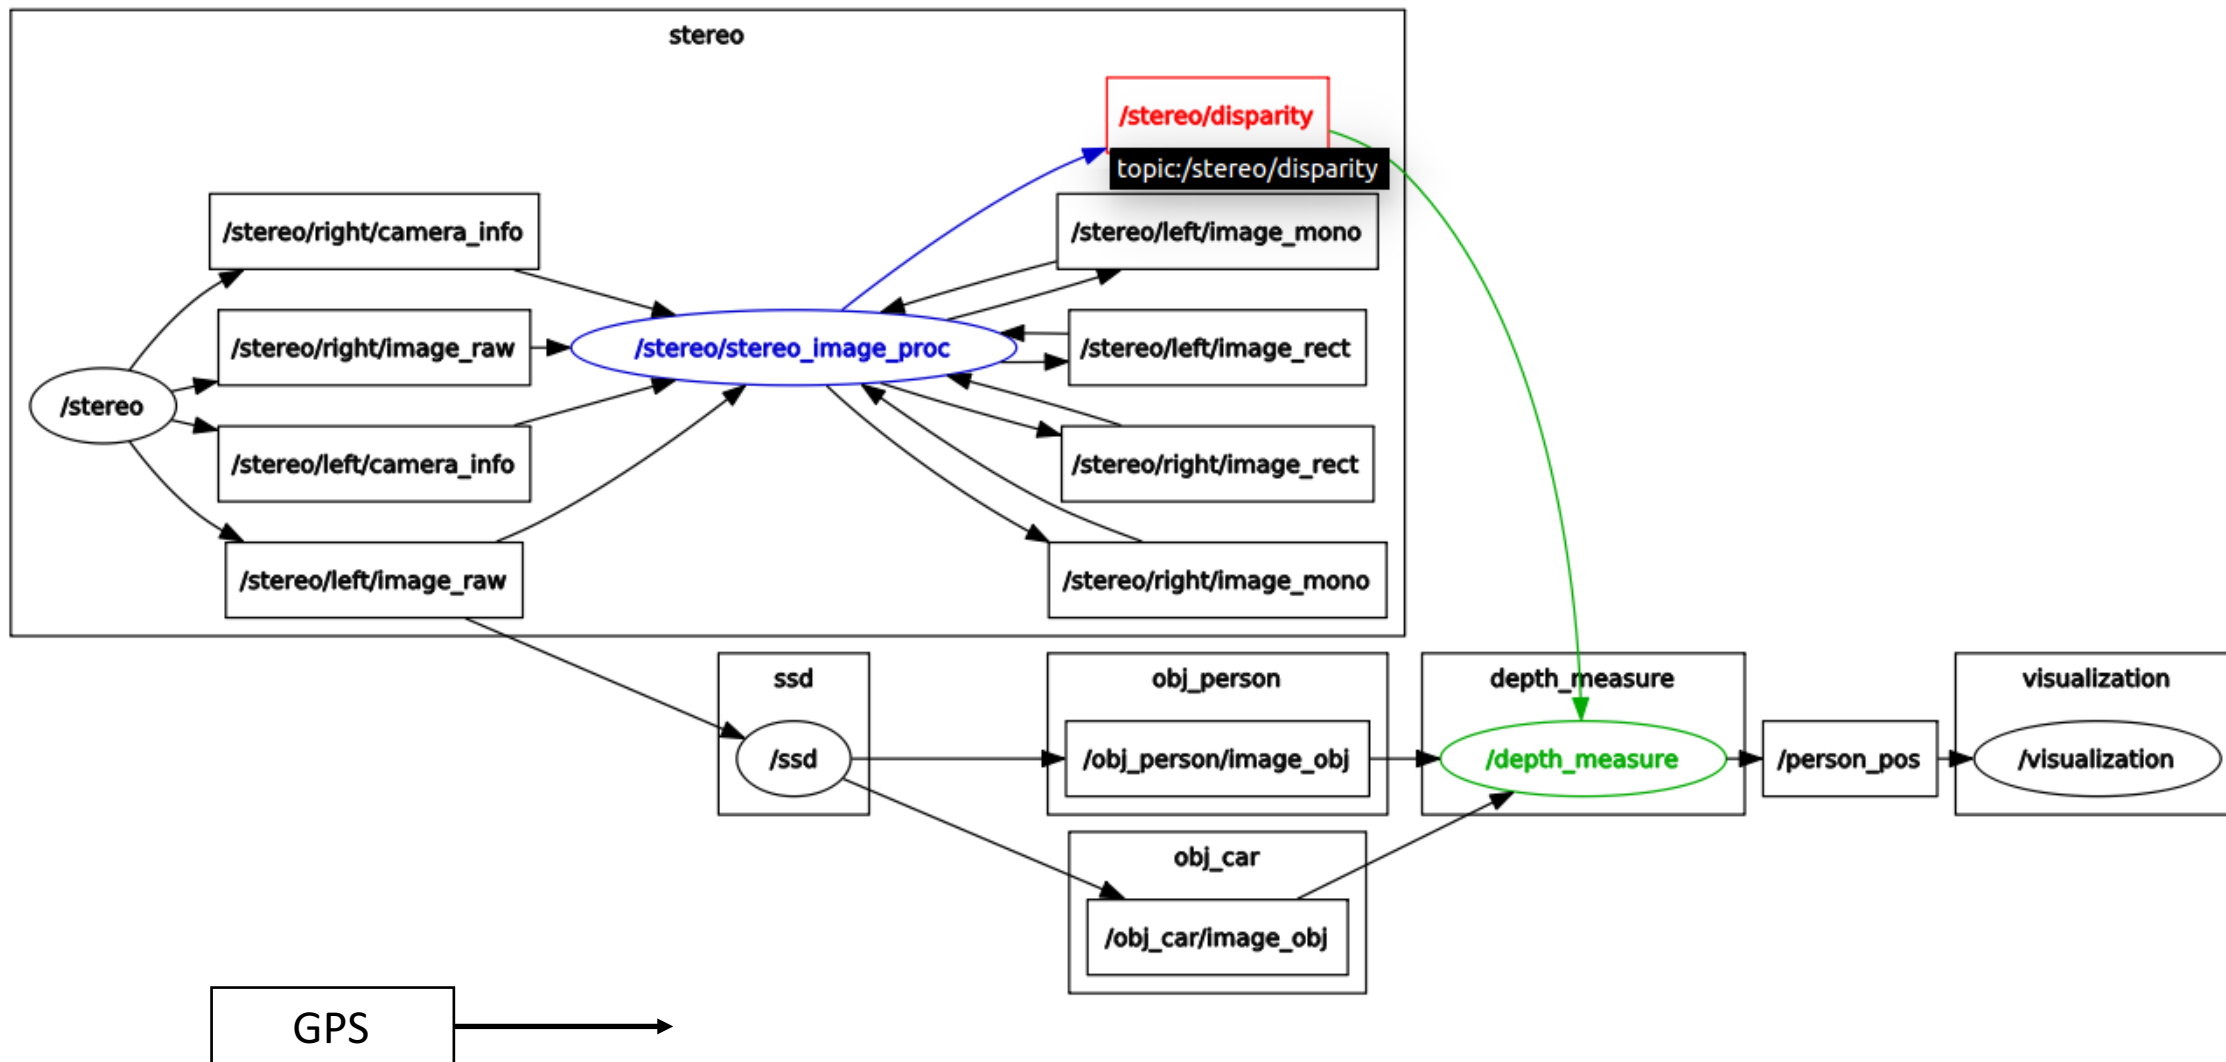 stereo
/stereo/disparity
topic:/stereo/disparity
/stereo/right/camera_info
/stereo/left/image_mono
/stereo/right/image_raw
/stereo/stereo_image_proc
/stereo/left/image_rect
/stereo
/stereo/left/camera_info
/stereo/right/image_rect
/stereo/left/image_raw
/stereo/right/image_mono
ssd
obj_person
depth_measure
visualization
/ssd
/obj_person/image_obj
/depth_measure
/person_pos
/visualization
obj_car
/obj_car/image_obj
GPS